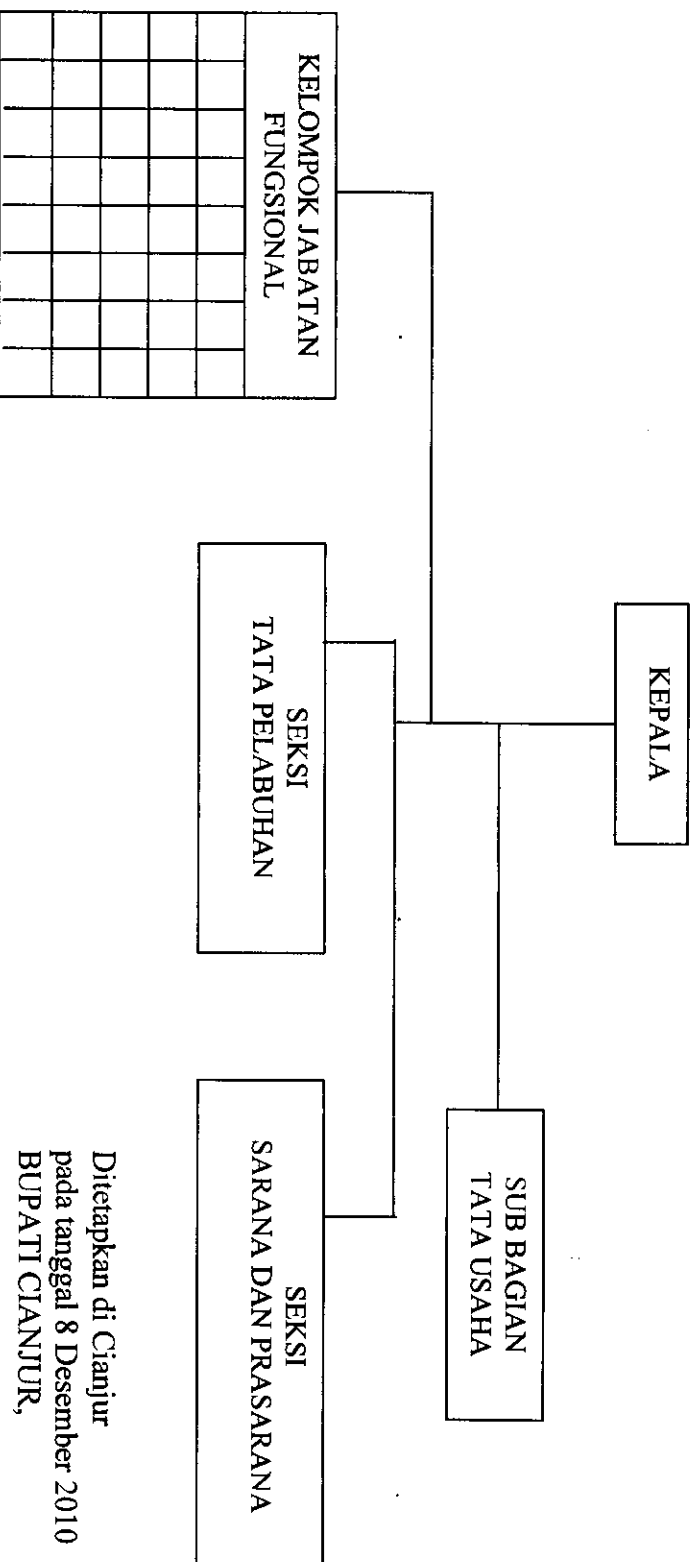 KEPALA
SUB BAGIAN
TATA USAHA
KELOMPOK JABATAN
FUNGSIONAL
SEKSI
TATA PELABUHAN
SEKSI
SARANA DAN PRASARANA
Ditetapkan di Cianjur
pada tanggal 8 Desember 2010
BUPATI CIANJUR,